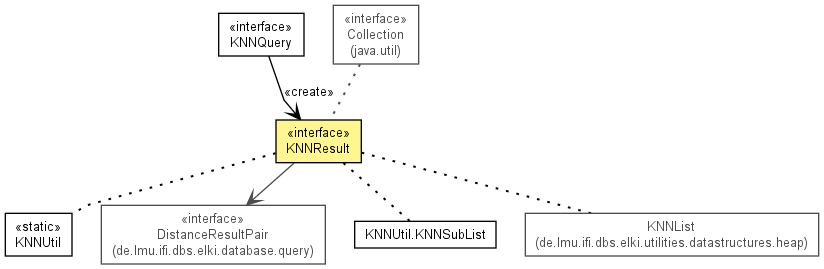 «interface»
KNNQuery
«interface»
Collection
(java.util)
«create»
«interface»
KNNResult
«static»
KNNUtil
«interface»
DistanceResultPair
(de.lmu.ifi.dbs.elki.database.query)
KNNUtil.KNNSubList
KNNList
(de.lmu.ifi.dbs.elki.utilities.datastructures.heap)